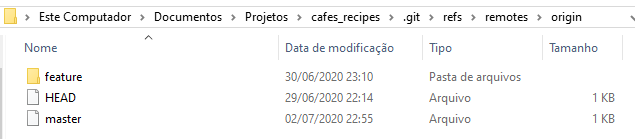 Este Computador > Documentos > Projetos > cafes_recipes > .git > refs > remotes > origin
Nome Data de modificação Tipo Tamanho
feature 30/06/2020 23:10 Pasta de arquivos
HEAD 29/06/2020 22:14 Arquivo 1 KB
master 02/07/2020 22:55 Arquivo 1 KB